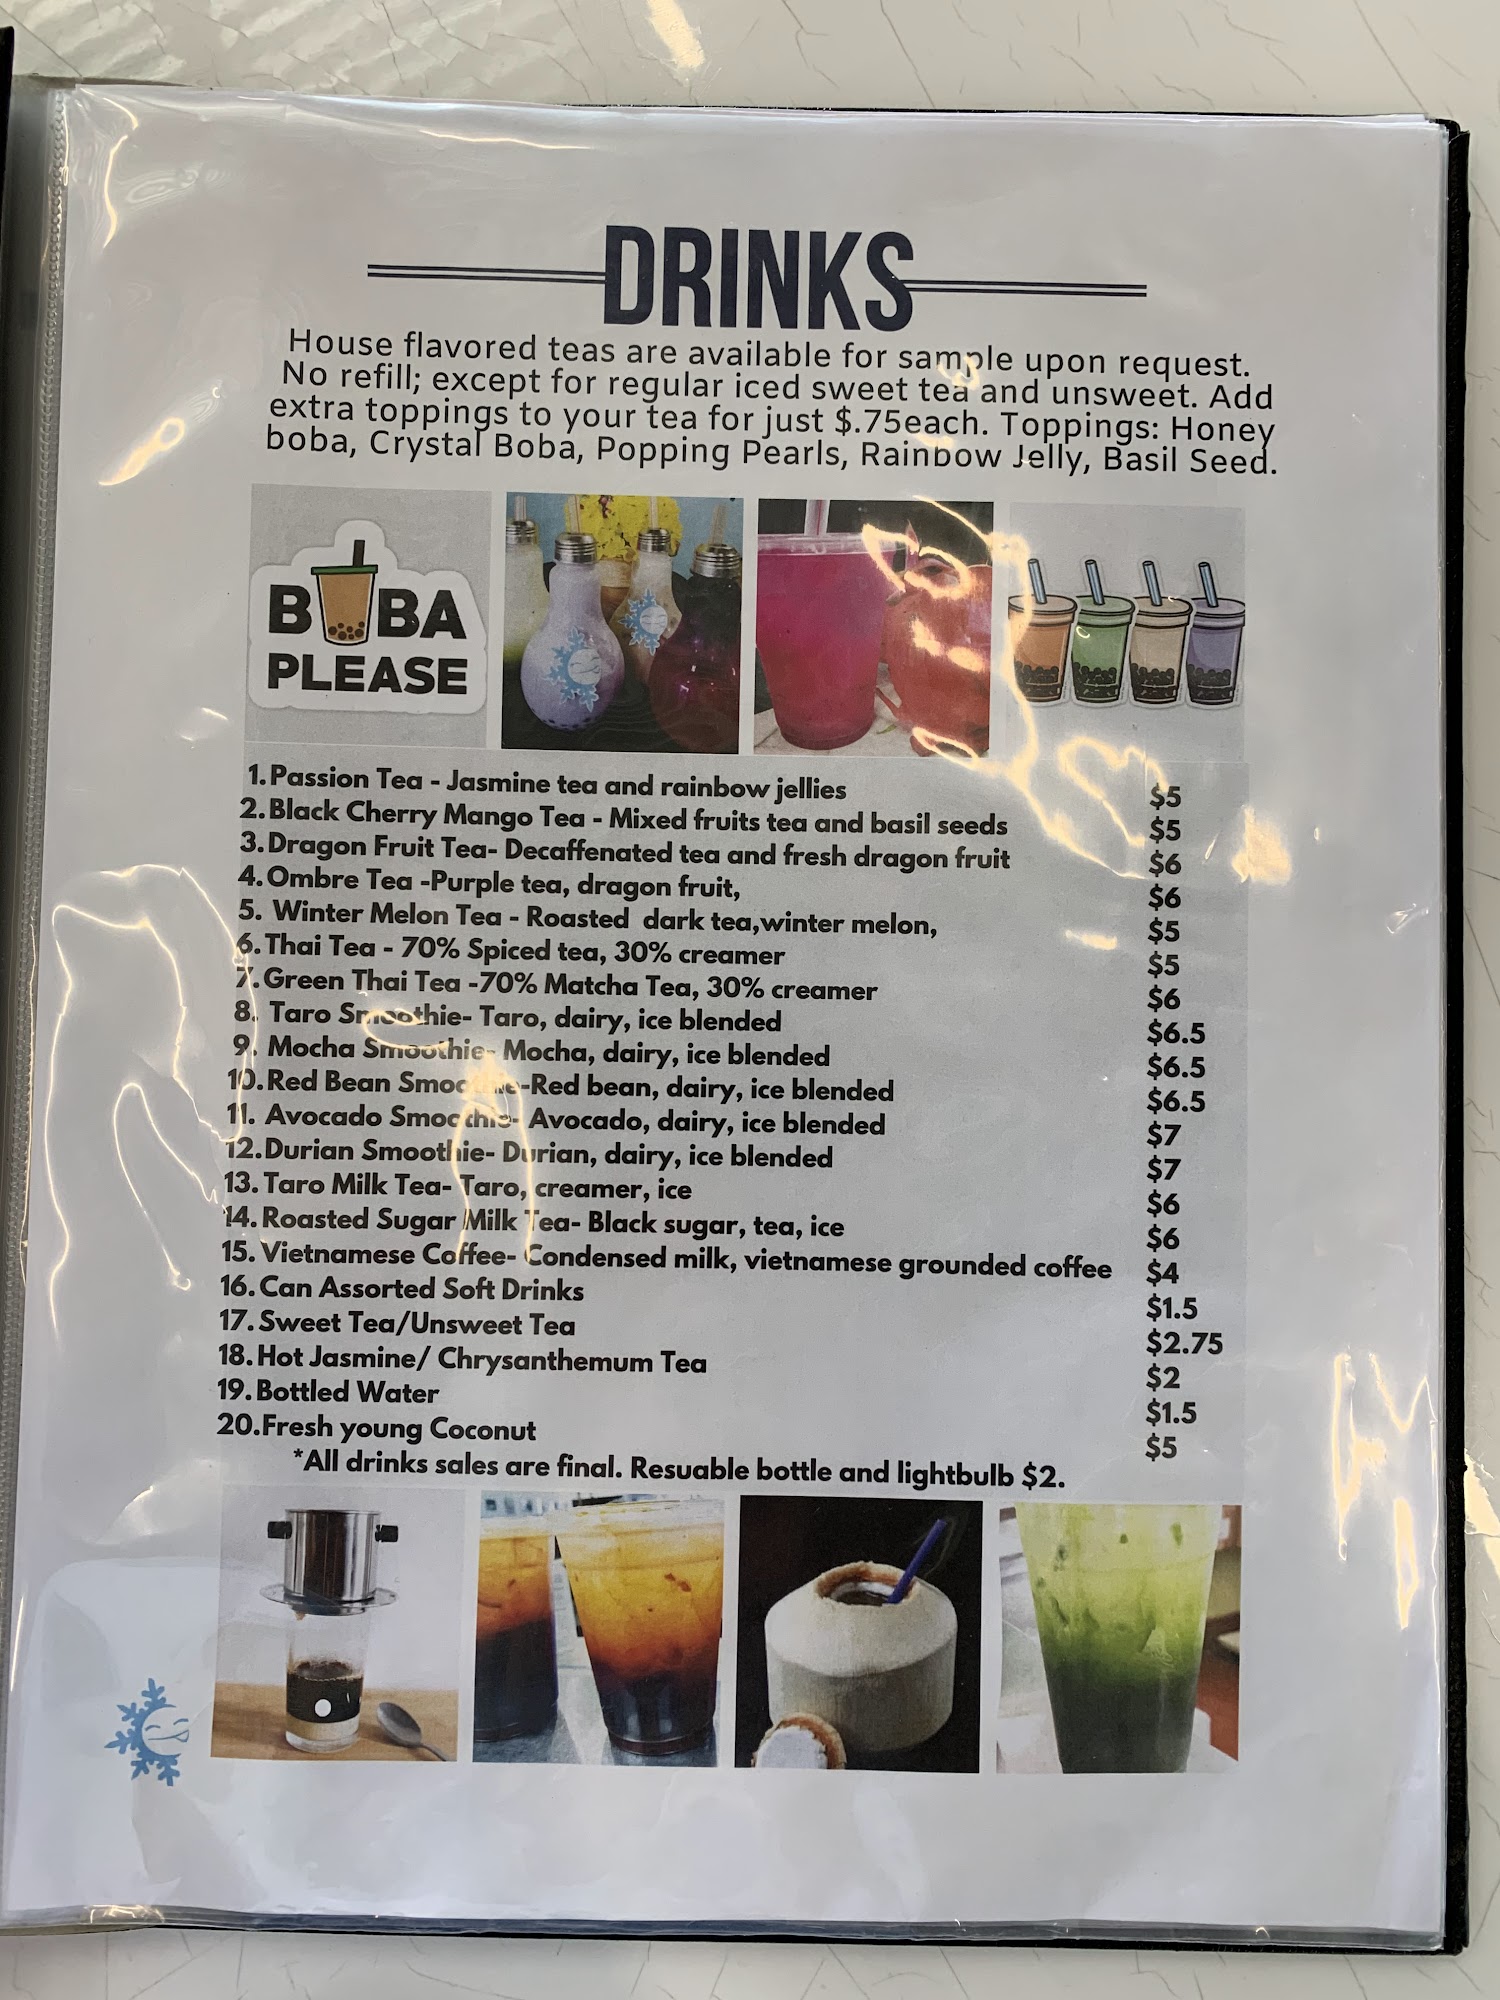 DRINKS
House flavored teas are available for sample upon request.
No refill; except for regular iced sweet tea and unsweet. Add
extra toppings to your tea for just $.75each. Toppings: Honey
boba, Crystal Boba, Popping Pearls, Rainbow Jelly, Basil Seed.
B BA
PLEASE
1. Passion Tea - Jasmine tea and rainbow jellies $5
2. Black Cherry Mango Tea - Mixed fruits tea and basil seeds $5
3. Dragon Fruit Tea- Decaffenated tea and fresh dragon fruit $6
4. Ombre Tea -Purple tea, dragon fruit, $6
5. Winter Melon Tea - Roasted dark tea,winter melon, $5
6. Thai Tea - 70% Spiced tea, 30% creamer $5
7. Green Thai Tea -70% Matcha Tea, 30% creamer $6
8. Taro Smoothie- Taro, dairy, ice blended $6.5
9. Mocha Smoothie- Mocha, dairy, ice blended $6.5
10. Red Bean Smoothie-Red bean, dairy, ice blended $6.5
11. Avocado Smoothie- Avocado, dairy, ice blended $7
12. Durian Smoothie- Durian, dairy, ice blended $7
13. Taro Milk Tea- Taro, creamer, ice $6
14. Roasted Sugar Milk Tea- Black sugar, tea, ice $6
15. Vietnamese Coffee- Condensed milk, vietnamese grounded coffee $4
16. Can Assorted Soft Drinks $1.5
17. Sweet Tea/Unsweet Tea $2.75
18. Hot Jasmine/ Chrysanthemum Tea $2
19. Bottled Water $1.5
20.Fresh young Coconut $5
*All drinks sales are final. Resuable bottle and lightbulb $2.